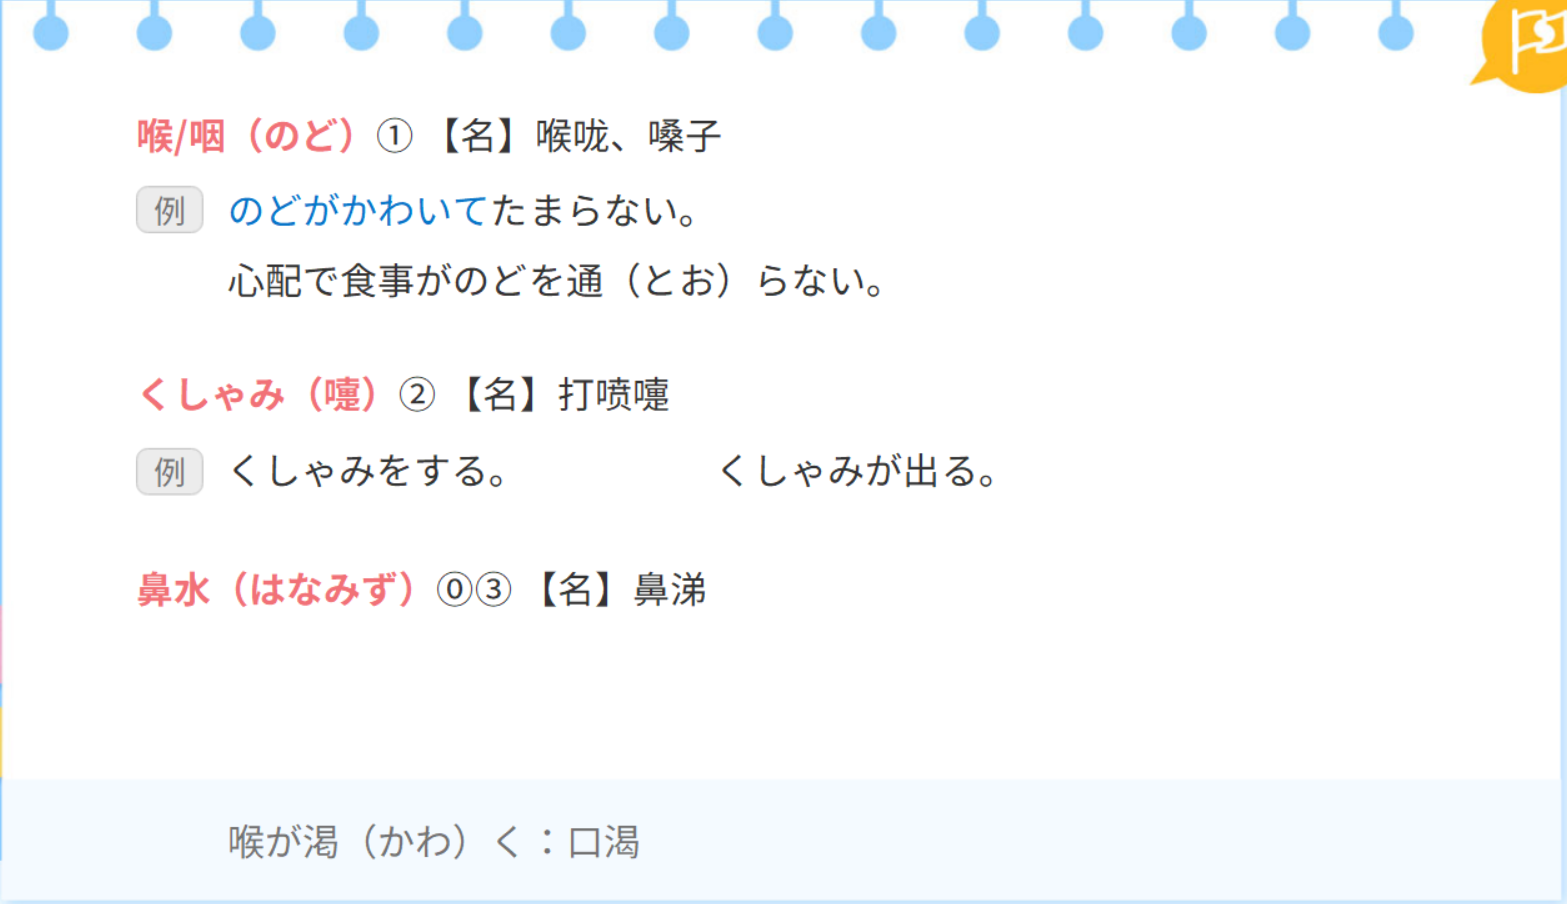 喉/咽（のど）① 【名】喉咙、嗓子
例 のどがかわいてたまらない。
心配で食事がのどを通（とお）らない。
くしゃみ（嚏）② 【名】打喷嚏
例 くしゃみをする。 くしゃみが出る。
鼻水（はなみず）⓪③ 【名】鼻涕
喉が渇（かわ）く：口渴